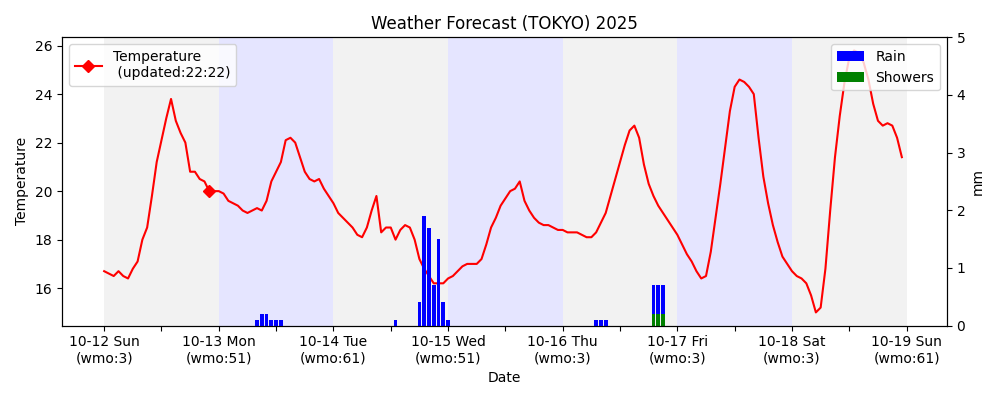 Weather Forecast (TOKYO) 2025
Temperature
(updated:22:22)
Rain
Showers
26
24
22
20
18
16
Temperature
5
4
3
2
1
0
mm
10-12 Sun
(wmo:3)
10-13 Mon
(wmo:51)
10-14 Tue
(wmo:61)
10-15 Wed
(wmo:51)
10-16 Thu
(wmo:3)
10-17 Fri
(wmo:3)
10-18 Sat
(wmo:3)
10-19 Sun
(wmo:61)
Date